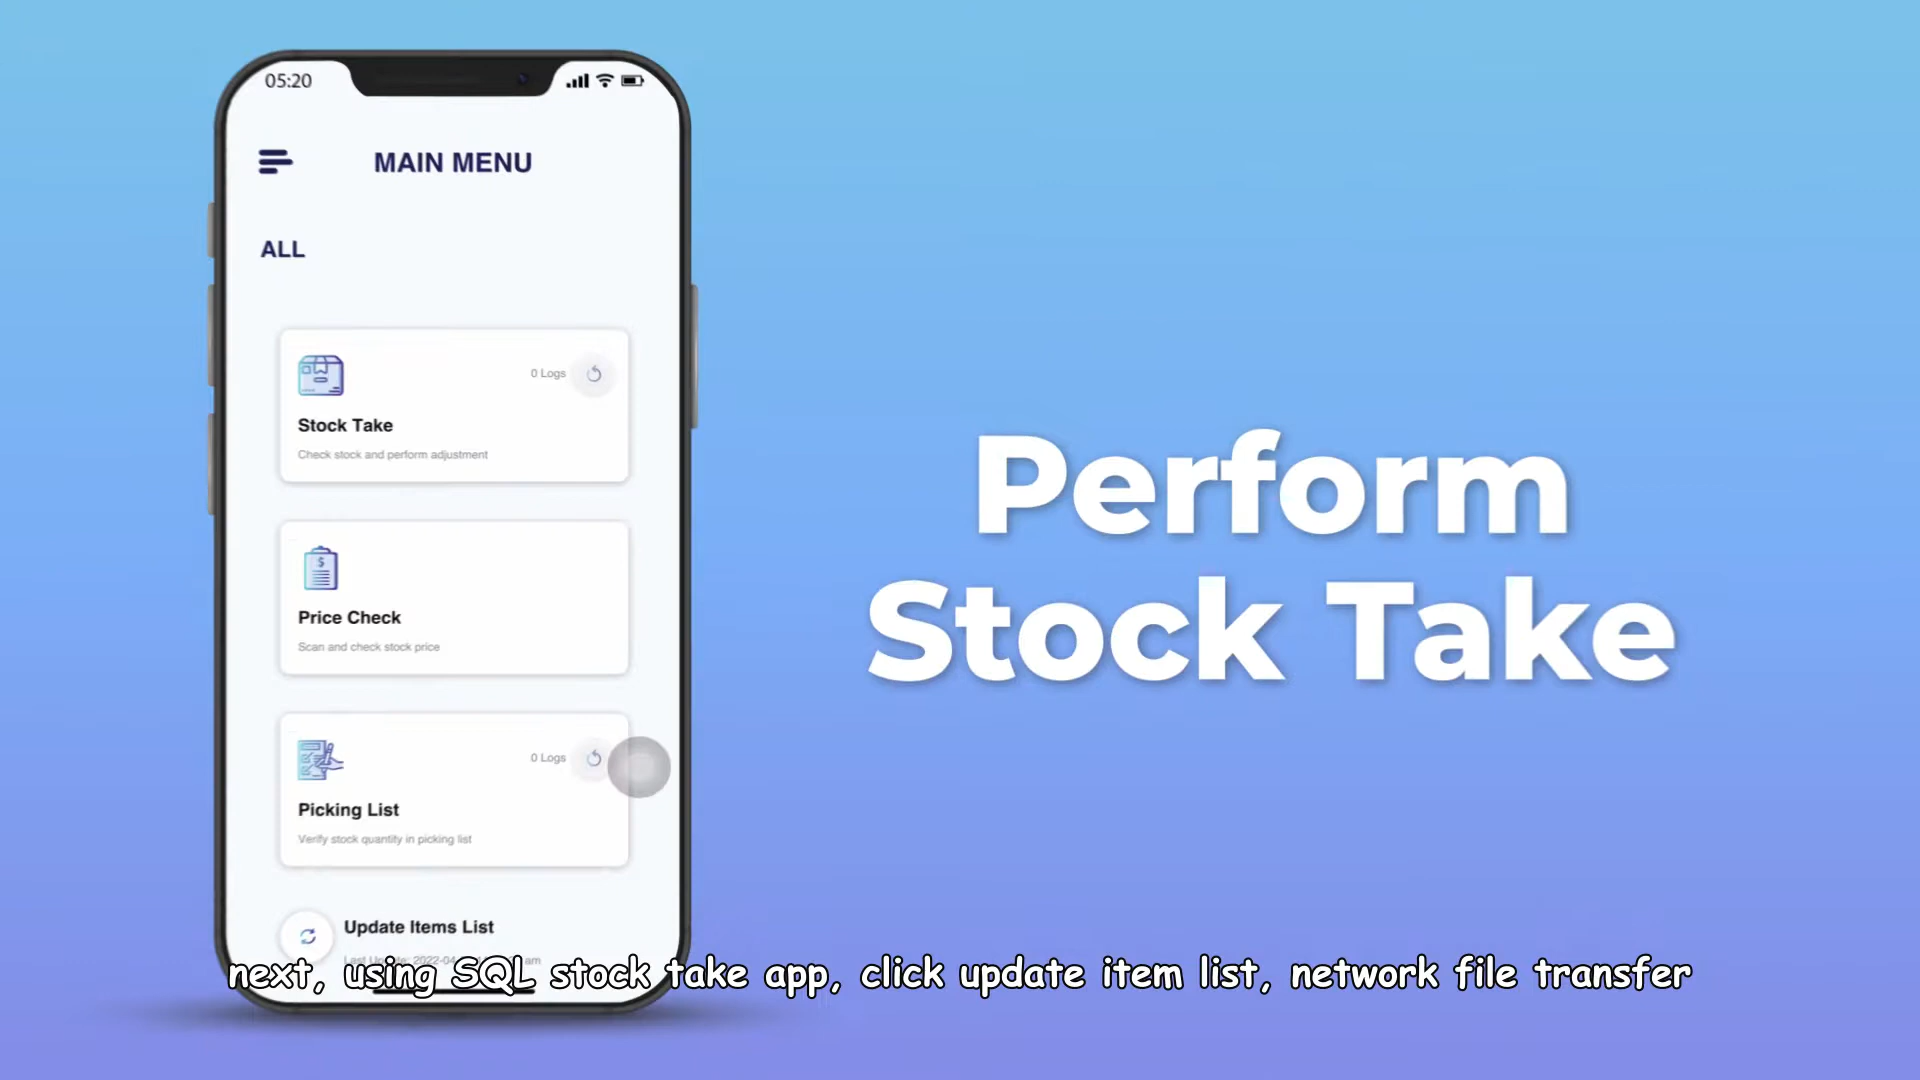 05:20
MAIN MENU
ALL
0 Logs
Stock Take
Check stock and perform adjustment
Price Check
Scan and check stock price
0 Logs
Picking List
Verify stock quantity in picking list
Update Items List
Perform
Stock Take
next, using SQL stock take app, click update item list, network file transfer